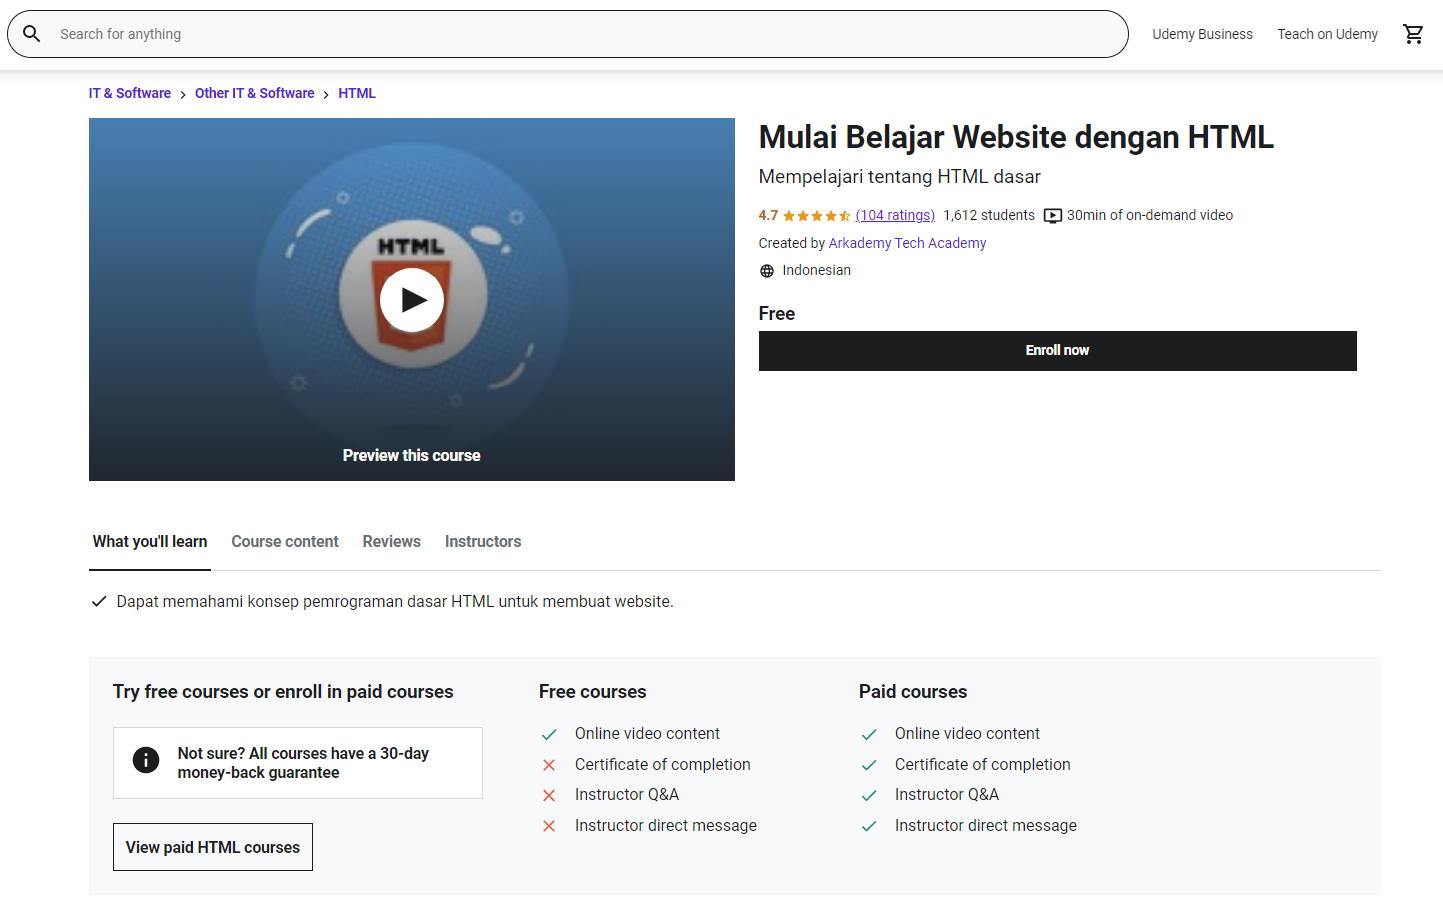 Search for anything
Udemy Business
Teach on Udemy
IT & Software
Other IT & Software
HTML
HTML
Preview this course
Mulai Belajar Website dengan HTML
Mempelajari tentang HTML dasar
4.7 (104 ratings) 1,612 students 30min of on-demand video
Created by Arkademy Tech Academy
Indonesian
Free
Enroll now
What you'll learn
Course content
Reviews
Instructors
Dapat memahami konsep pemrograman dasar HTML untuk membuat website.
Try free courses or enroll in paid courses
Not sure? All courses have a 30-day
money-back guarantee
View paid HTML courses
Free courses
Online video content
Certificate of completion
Instructor Q&A
Instructor direct message
Paid courses
Online video content
Certificate of completion
Instructor Q&A
Instructor direct message